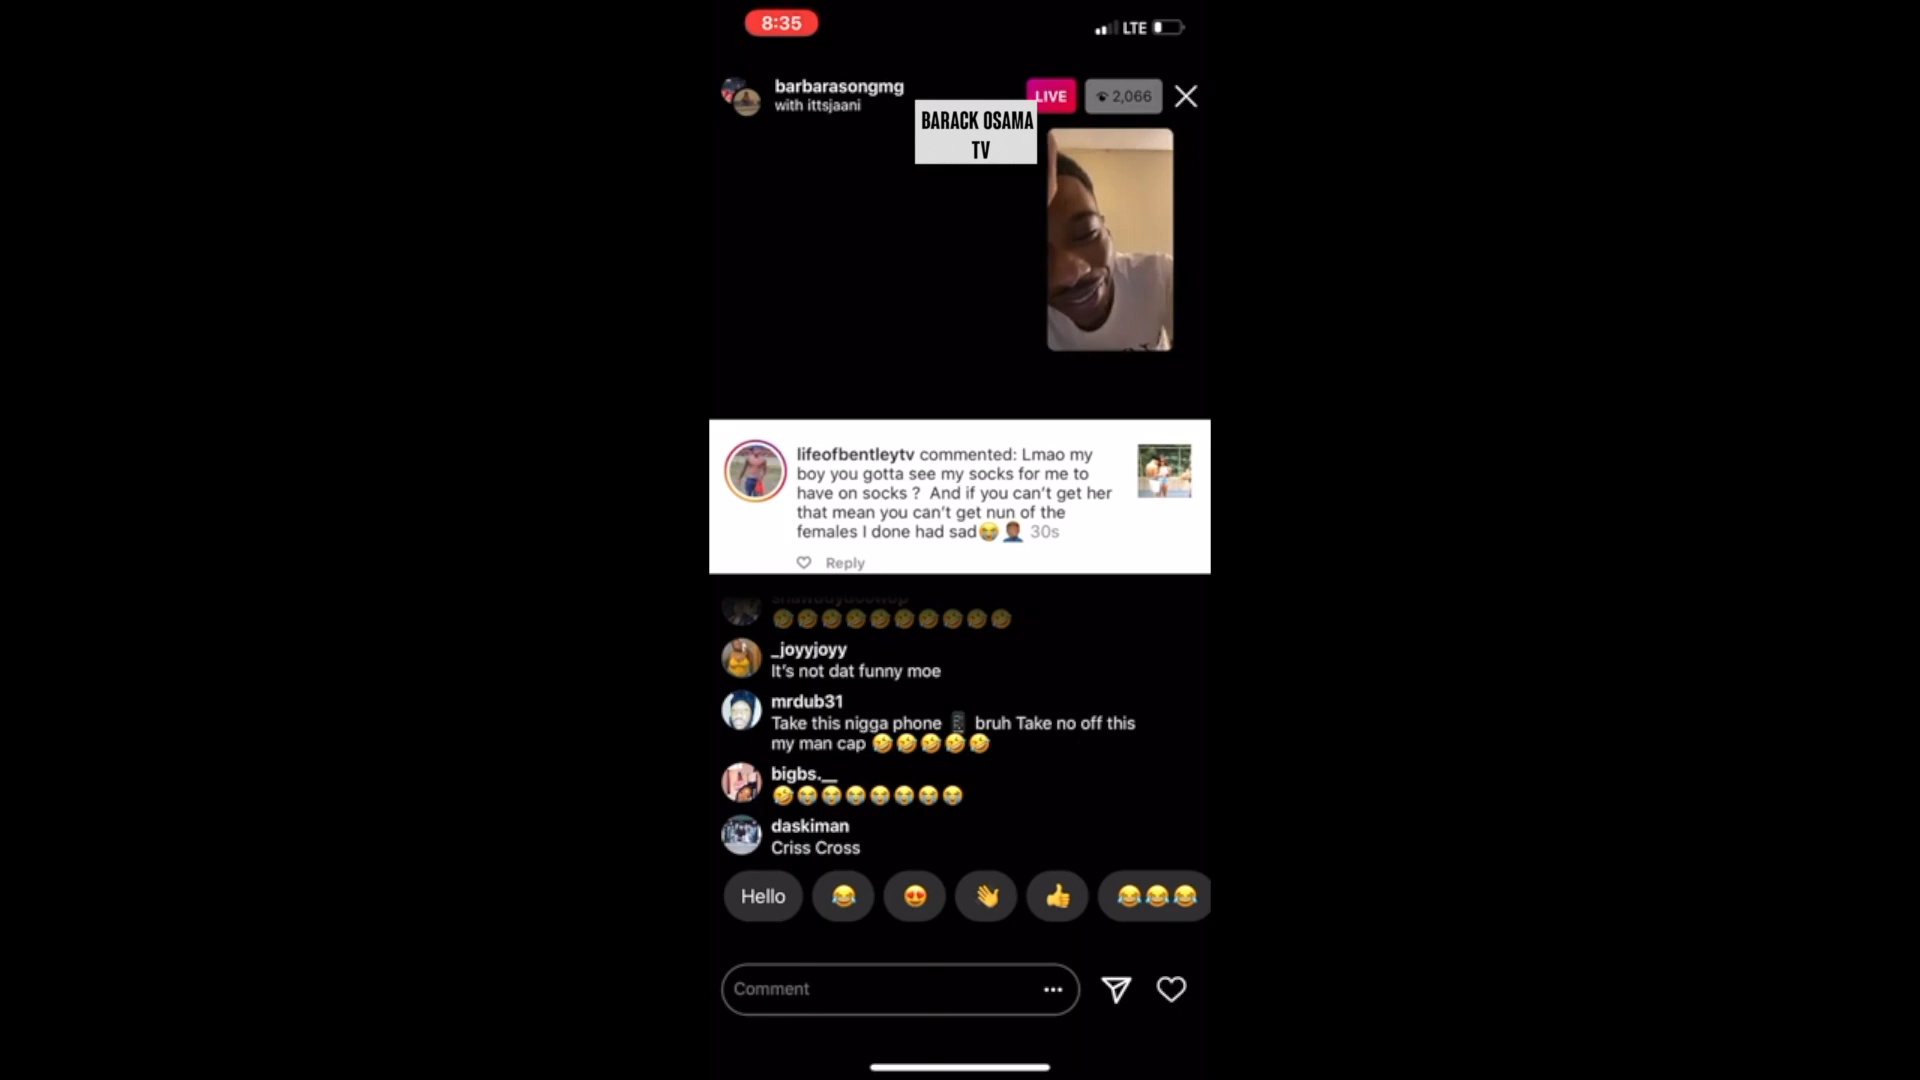 8:35
LTE
barbarasongmg
with ittsjaani
LIVE
2,066
BARACK OSAMA
TV
lifeofbentleytv commented: Lmao my
boy you gotta see my socks for me to
have on socks ? And if you can't get her
that mean you can't get nun of the
females I done had sad😭🤦🏾‍♂️ 30s
Reply
🤣🤣🤣🤣🤣🤣🤣🤣🤣🤣
_joyyjoyy
It's not dat funny moe
mrdub31
Take this nigga phone 📱 bruh Take no off this
my man cap 🤣🤣🤣🤣🤣
bigbs.__
🤣😭😭😭😭😭😭😭
daskiman
Criss Cross
Hello 😂 😍 👋 👍 😂😂😂
Comment